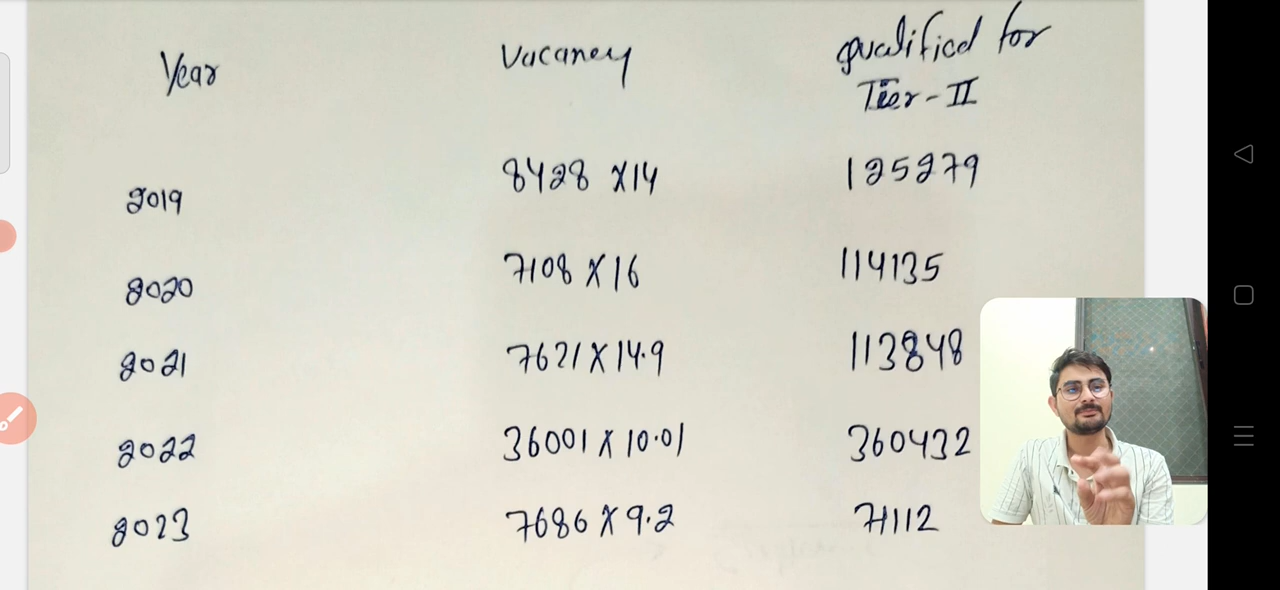 Year Vacancy qualified for
Tier-II
2019 8428 X14 125279
2020 7108 X 16 114135
2021 7621 X 14.9 113848
2022 36001 X 10.01 360432
2023 7686 X 9.2 71112